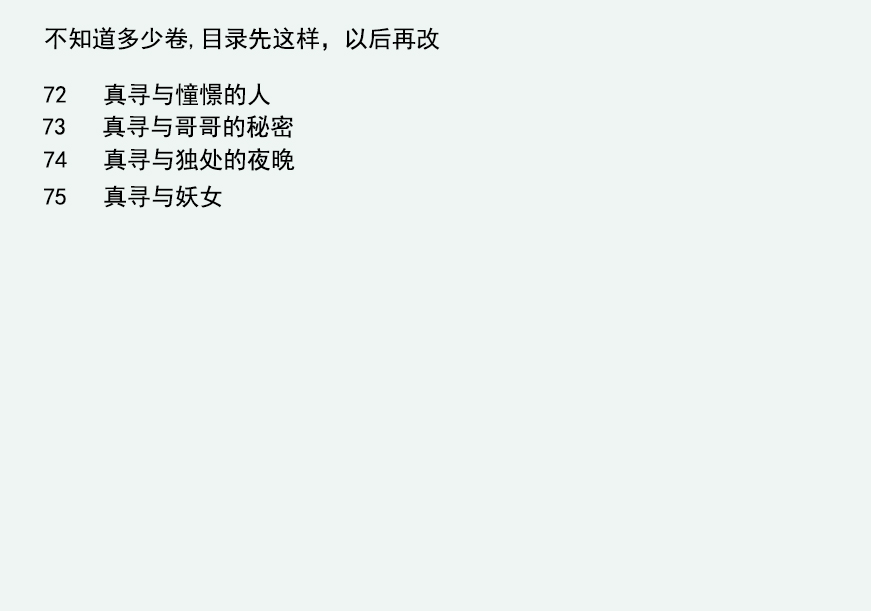 不知道多少卷,目录先这样，以后再改
72 真寻与憧憬的人
73 真寻与哥哥的秘密
74 真寻与独处的夜晚
75 真寻与妖女